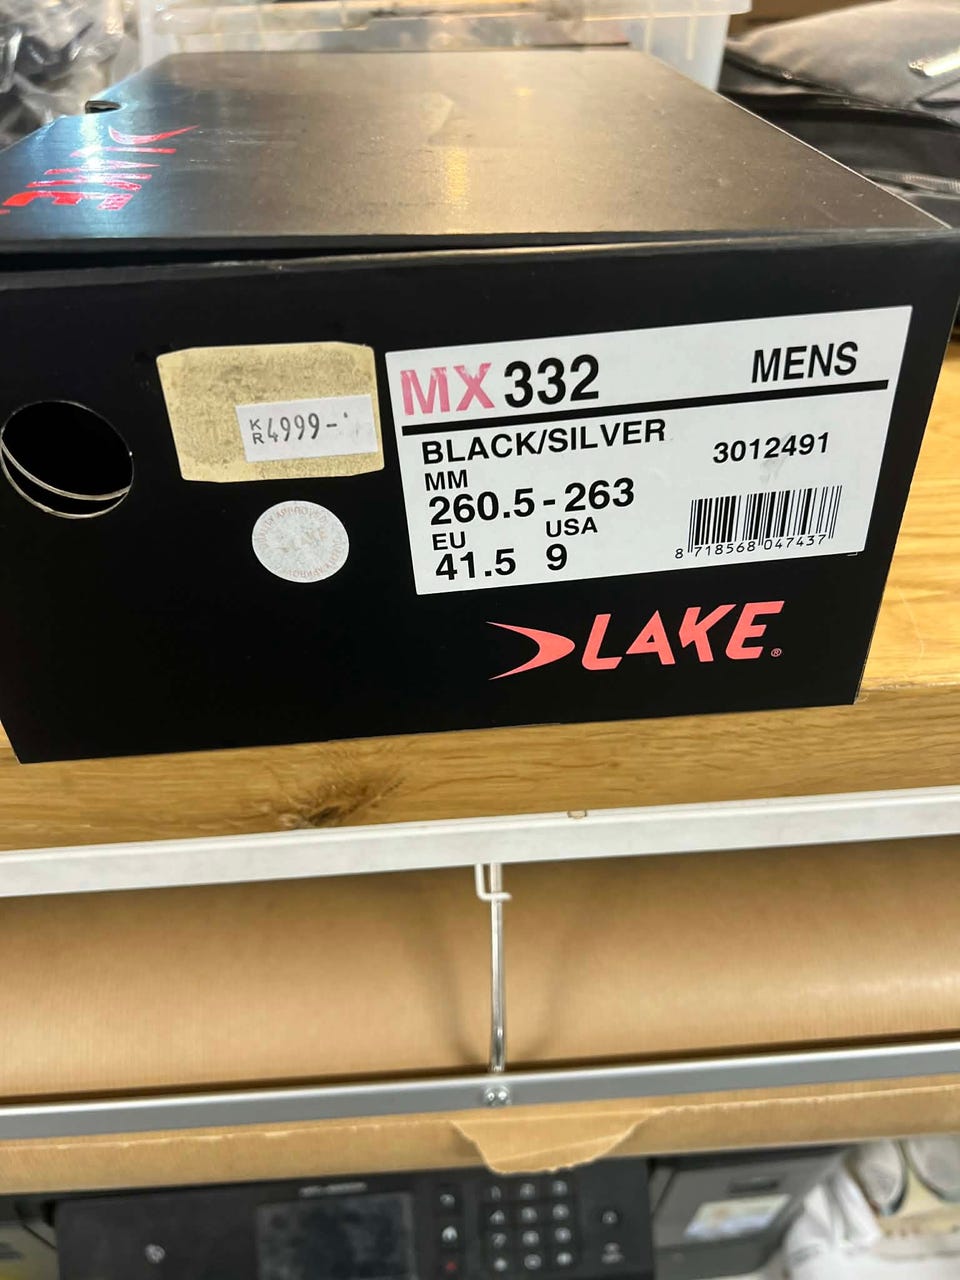 LAKE
KR 4999-
MX 332 MENS
BLACK/SILVER 3012491
MM
260.5 - 263
EU USA
41.5 9
8 718568 047437
LAKE®